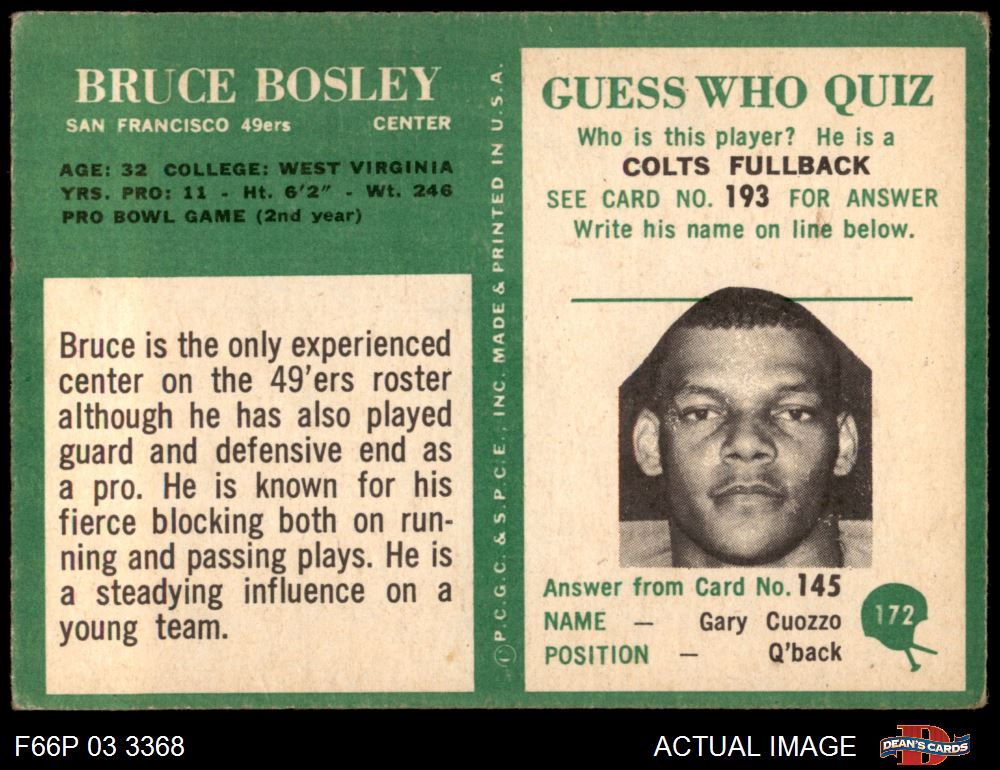 BRUCE BOSLEY
SAN FRANCISCO 49ers CENTER
AGE: 32 COLLEGE: WEST VIRGINIA
YRS. PRO: 11 - Ht. 6'2" - Wt. 246
PRO BOWL GAME (2nd year)
Bruce is the only experienced
center on the 49'ers roster
although he has also played
guard and defensive end as
a pro. He is known for his
fierce blocking both on run-
ning and passing plays. He is
a steadying influence on a
young team.
© P.C.G.C. & S.P.C.E., INC. MADE & PRINTED IN U.S.A.
GUESS WHO QUIZ
Who is this player? He is a
COLTS FULLBACK
SEE CARD NO. 193 FOR ANSWER
Write his name on line below.
Answer from Card No. 145
NAME — Gary Cuozzo
POSITION — Q'back
172
F66P 03 3368
ACTUAL IMAGE
D
DEAN'S CARDS